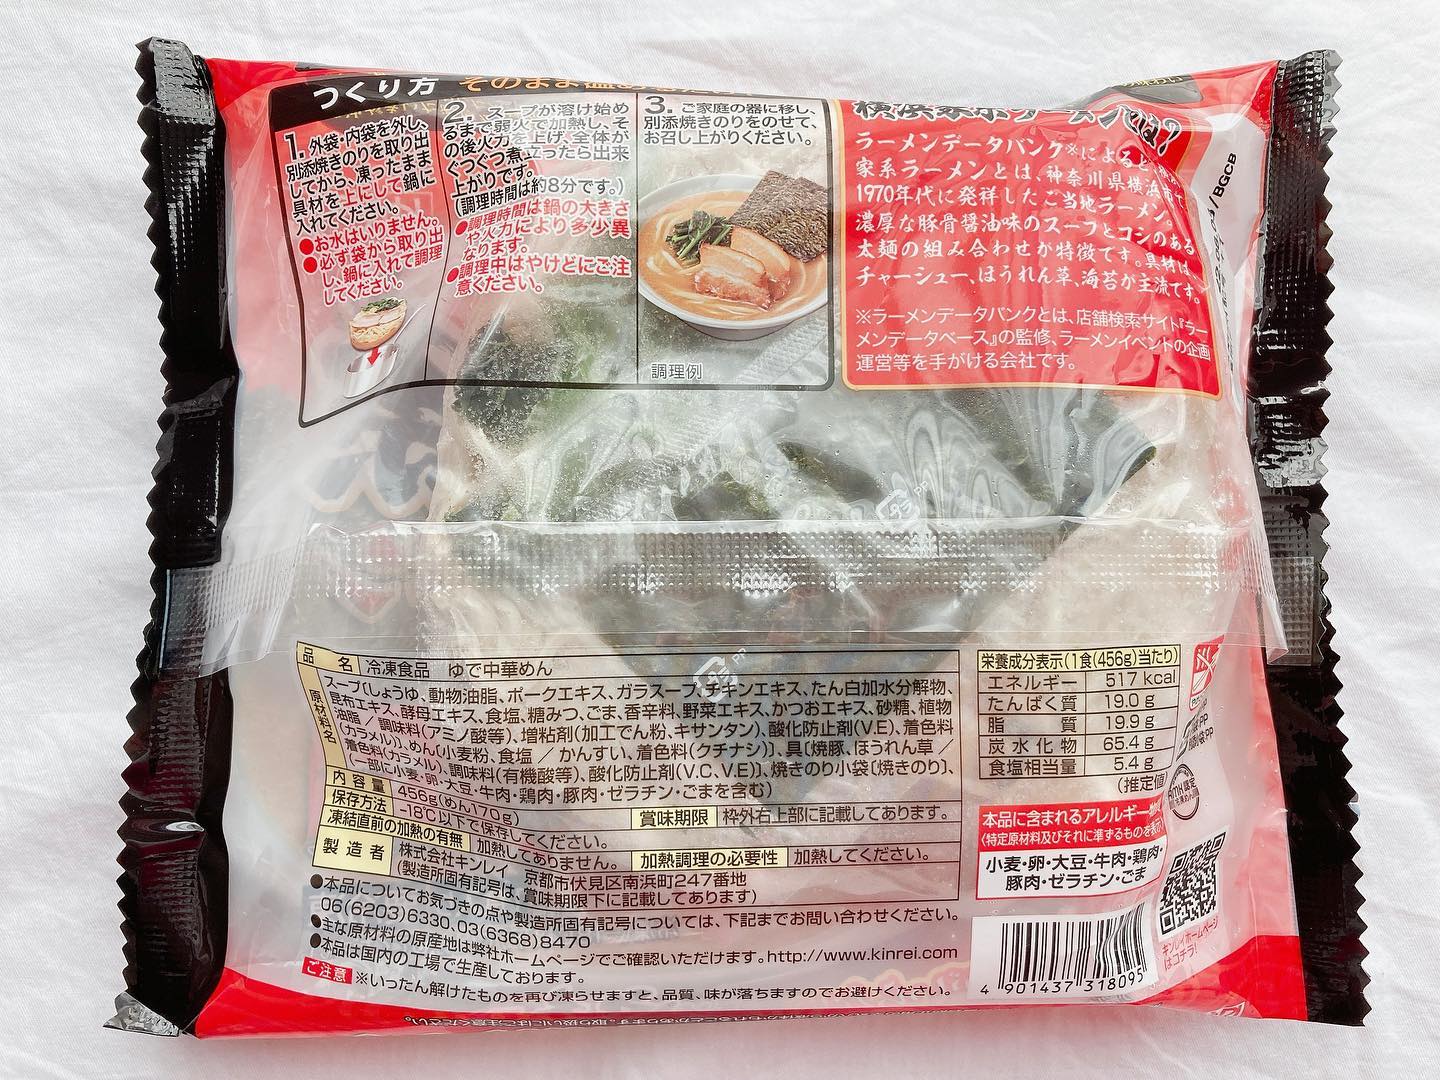 つくり方
そのまま
1. 外袋・内袋を外し、
別添焼きのりを取り出
してから、凍ったまま
具材を上にして鍋に
入れてください。
●お水はいりません。
●必ず袋から取り出
し、鍋に入れて調理
してください。
2. スープが溶け始め
るまで弱火で加熱し、そ
の後火力を上げ、全体が
ぐつぐつ煮立ったら出来
上がりです。
(調理時間は約8分です。)
●調理時間は鍋の大きさ
や火力により多少異
なります。
●調理中はやけどにご注
意ください。
3. ご家庭の器に移し、
別添焼きのりをのせて、
お召し上がりください。
調理例
ラーメンデータバンク※によると、
家系ラーメンとは、神奈川県横浜市で
1970年代に発祥したご当地ラーメン。
濃厚な豚骨醤油味のスープとコシのある
太麺の組み合わせが特徴です。具材は、
チャーシュー、ほうれん草、海苔が主流です。
※ラーメンデータバンクとは、店舗検索サイト『ラー
メンデータベース』の監修、ラーメンイベントの企画
運営等を手がける会社です。
/BGCB
PP
PP
品名 冷凍食品 ゆで中華めん
原材料名 スープ〔しょうゆ、動物油脂、ポークエキス、ガラスープ、チキンエキス、たん白加水分解物、
昆布エキス、酵母エキス、食塩、糖みつ、ごま、香辛料、野菜エキス、かつおエキス、砂糖、植物
油脂／調味料(アミノ酸等)、増粘剤(加工でん粉、キサンタン)、酸化防止剤(V.E)、着色料
(カラメル)〕、めん〔小麦粉、食塩／かんすい、着色料(クチナシ)〕、具〔焼豚、ほうれん草／
着色料(カラメル)、調味料(有機酸等)、酸化防止剤(V.C、V.E)〕、焼きのり小袋〔焼きのり〕、
(一部に小麦・卵・大豆・牛肉・鶏肉・豚肉・ゼラチン・ごまを含む)
内容量 456g(めん170g)
保存方法 -18℃以下で保存してください。
賞味期限 枠外右上部に記載してあります。
凍結直前の加熱の有無 加熱してありません。
加熱調理の必要性 加熱してください。
製造者 株式会社キンレイ 京都市伏見区南浜町247番地
(製造所固有記号は、賞味期限下に記載してあります)
●本品についてお気づきの点や製造所固有記号については、下記までお問い合わせください。
06(6203)6330、03(6368)8470
●主な原材料の原産地は弊社ホームページでご確認いただけます。http://www.kinrei.com
●本品は国内の工場で生産しております。
ご注意 ※いったん解けたものを再び凍らせますと、品質、味が落ちますのでお避けください。
栄養成分表示(1食(456g)当たり)
エネルギー 517 kcal
たんぱく質 19.0 g
脂質 19.9 g
炭水化物 65.4 g
食塩相当量 5.4 g
(推定値)
本品に含まれるアレルギー物質
(特定原材料及びそれに準ずるものを表示)
小麦・卵・大豆・牛肉・鶏肉・
豚肉・ゼラチン・ごま
キンレイホームページ
はコチラ!
4 901437 318095